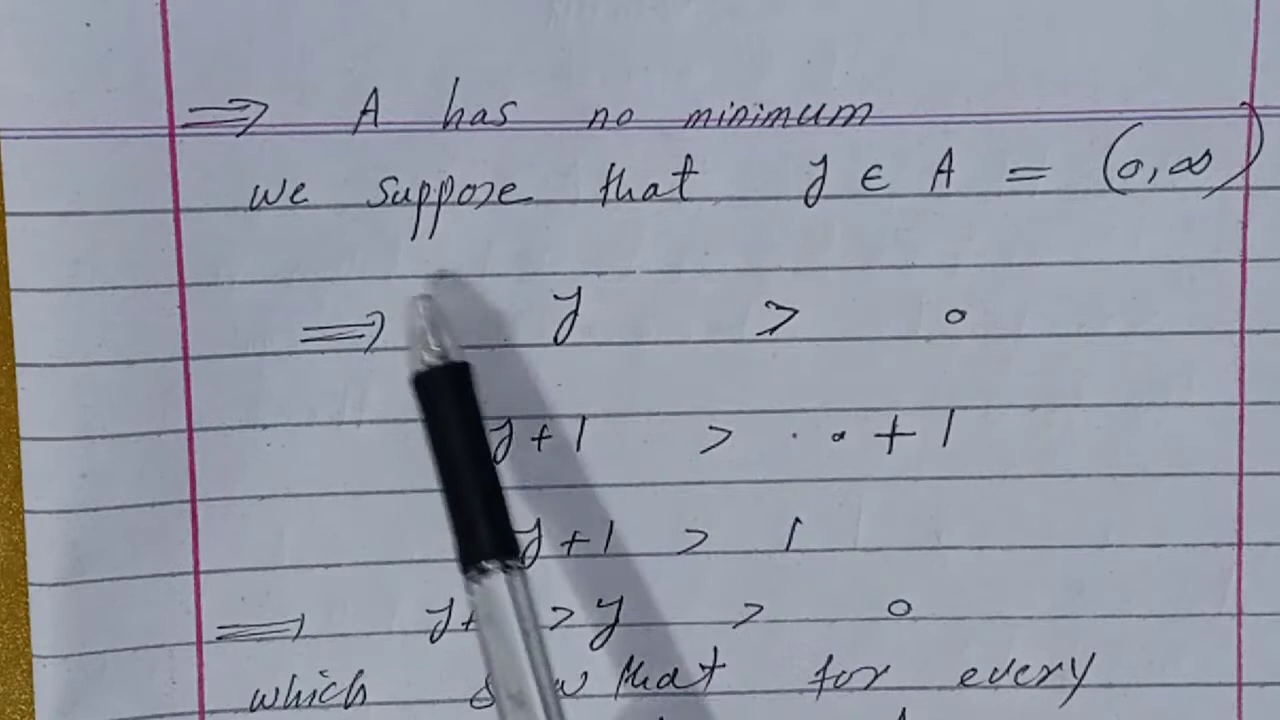 ⇒ A has no minimum
we suppose that y ∈ A = (0,∞)
⇒ y > 0
y+1 > 0+1
y+1 > 1
⇒ y+ > y > 0
which that for every